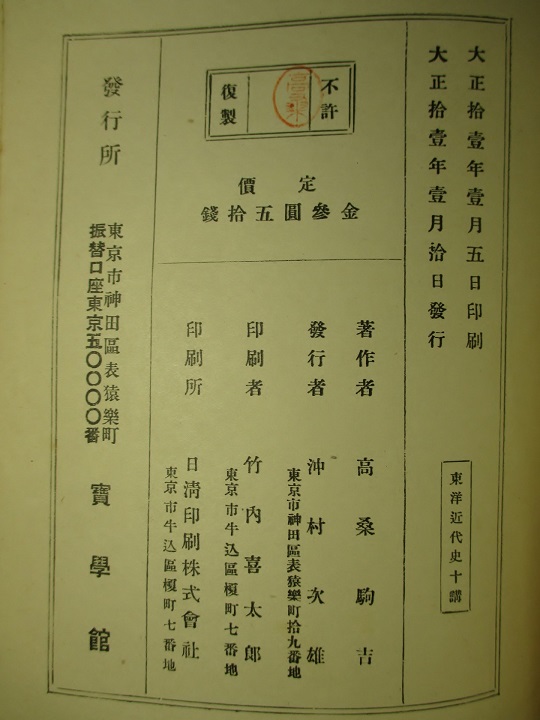 大正拾壹年壹月五日印刷
大正拾壹年壹月拾日發行
東洋近代史十講
不許
復製
定價
金參圓五拾錢
著作者 高桑駒吉
發行者 沖村次雄
東京市神田區表猿樂町拾九番地
印刷者 竹內喜太郎
東京市牛込區榎町七番地
印刷所 日淸印刷株式會社
東京市牛込區榎町七番地
發行所
東京市神田區表猿樂町
振替口座東京五〇〇〇〇番
寶學館